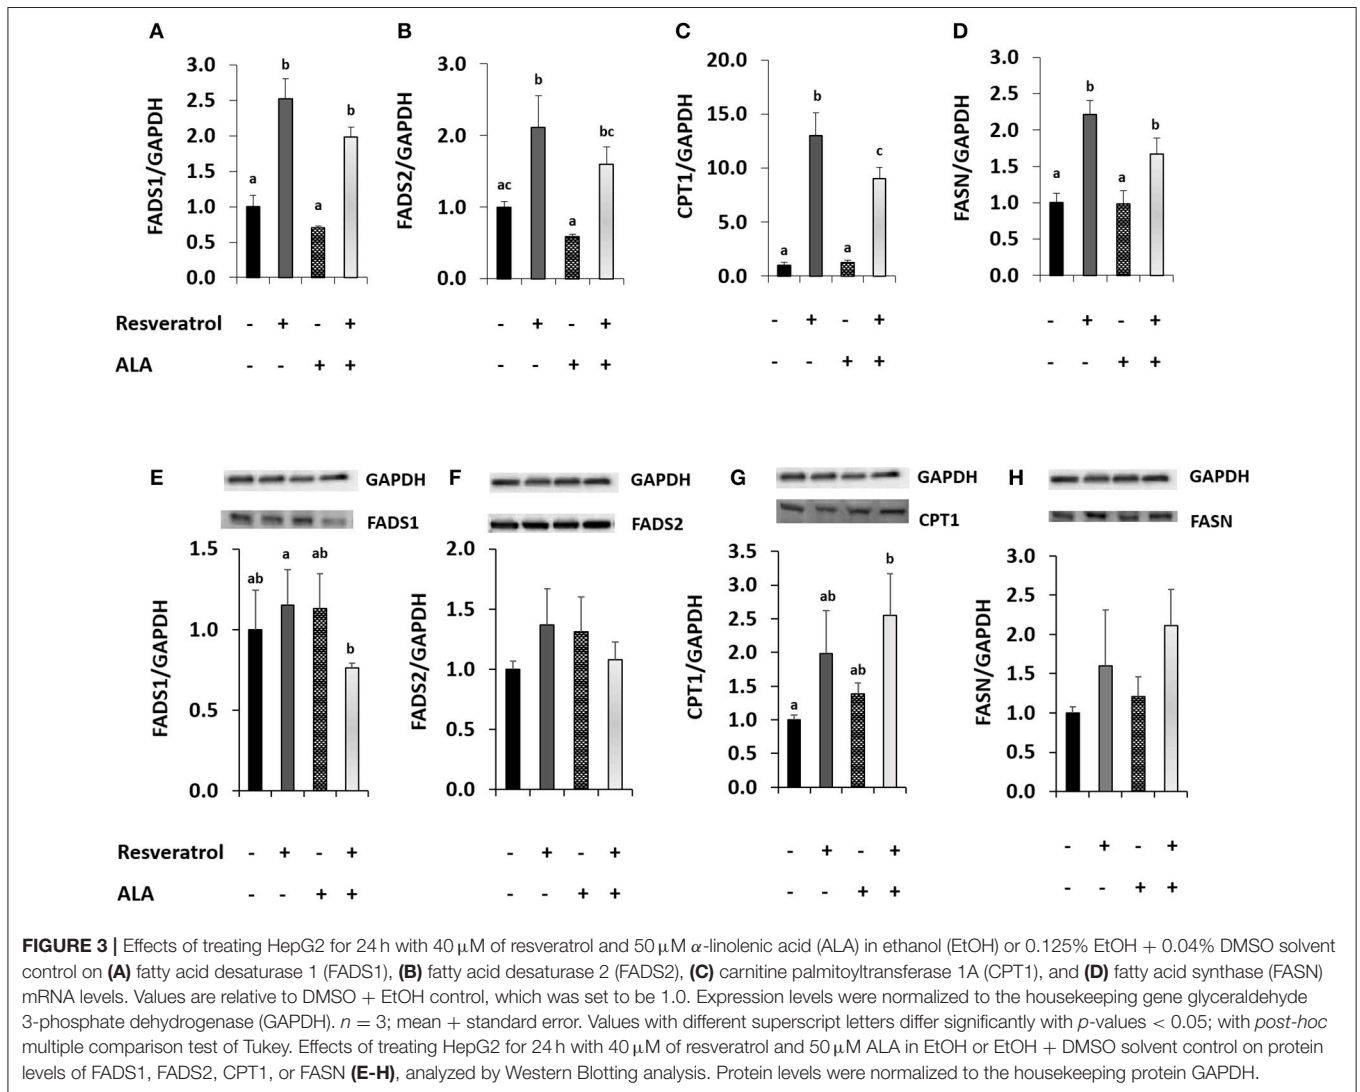 A
B
C
D
FADS1/GAPDH
3.0
2.5
2.0
1.5
1.0
0.5
0.0
a
b
a
b
FADS2/GAPDH
3.0
2.0
1.0
0.0
ac
b
a
bc
CPT1/GAPDH
20.0
15.0
10.0
5.0
0.0
a
b
a
c
FASN/GAPDH
3.0
2.5
2.0
1.5
1.0
0.5
0.0
a
b
a
b
Resveratrol - + - + - + - + - + - + - + - +
ALA - - + + - - + + - - + + - - + +
E
GAPDH
FADS1
F
GAPDH
FADS2
G
GAPDH
CPT1
H
GAPDH
FASN
FADS1/GAPDH
1.5
1.0
0.5
0.0
ab
a
ab
b
FADS2/GAPDH
2.0
1.5
1.0
0.5
0.0
CPT1/GAPDH
3.5
3.0
2.5
2.0
1.5
1.0
0.5
0.0
a
ab
ab
b
FASN/GAPDH
3.0
2.5
2.0
1.5
1.0
0.5
0.0
Resveratrol - + - + - + - + - + - + - + - +
ALA - - + + - - + + - - + + - - + +
FIGURE 3 | Effects of treating HepG2 for 24 h with 40 μM of resveratrol and 50 μM α-linolenic acid (ALA) in ethanol (EtOH) or 0.125% EtOH + 0.04% DMSO solvent
control on (A) fatty acid desaturase 1 (FADS1), (B) fatty acid desaturase 2 (FADS2), (C) carnitine palmitoyltransferase 1A (CPT1), and (D) fatty acid synthase (FASN)
mRNA levels. Values are relative to DMSO + EtOH control, which was set to be 1.0. Expression levels were normalized to the housekeeping gene glyceraldehyde
3-phosphate dehydrogenase (GAPDH). n = 3; mean + standard error. Values with different superscript letters differ significantly with p-values < 0.05; with post-hoc
multiple comparison test of Tukey. Effects of treating HepG2 for 24 h with 40 μM of resveratrol and 50 μM ALA in EtOH or EtOH + DMSO solvent control on protein
levels of FADS1, FADS2, CPT1, or FASN (E-H), analyzed by Western Blotting analysis. Protein levels were normalized to the housekeeping protein GAPDH.